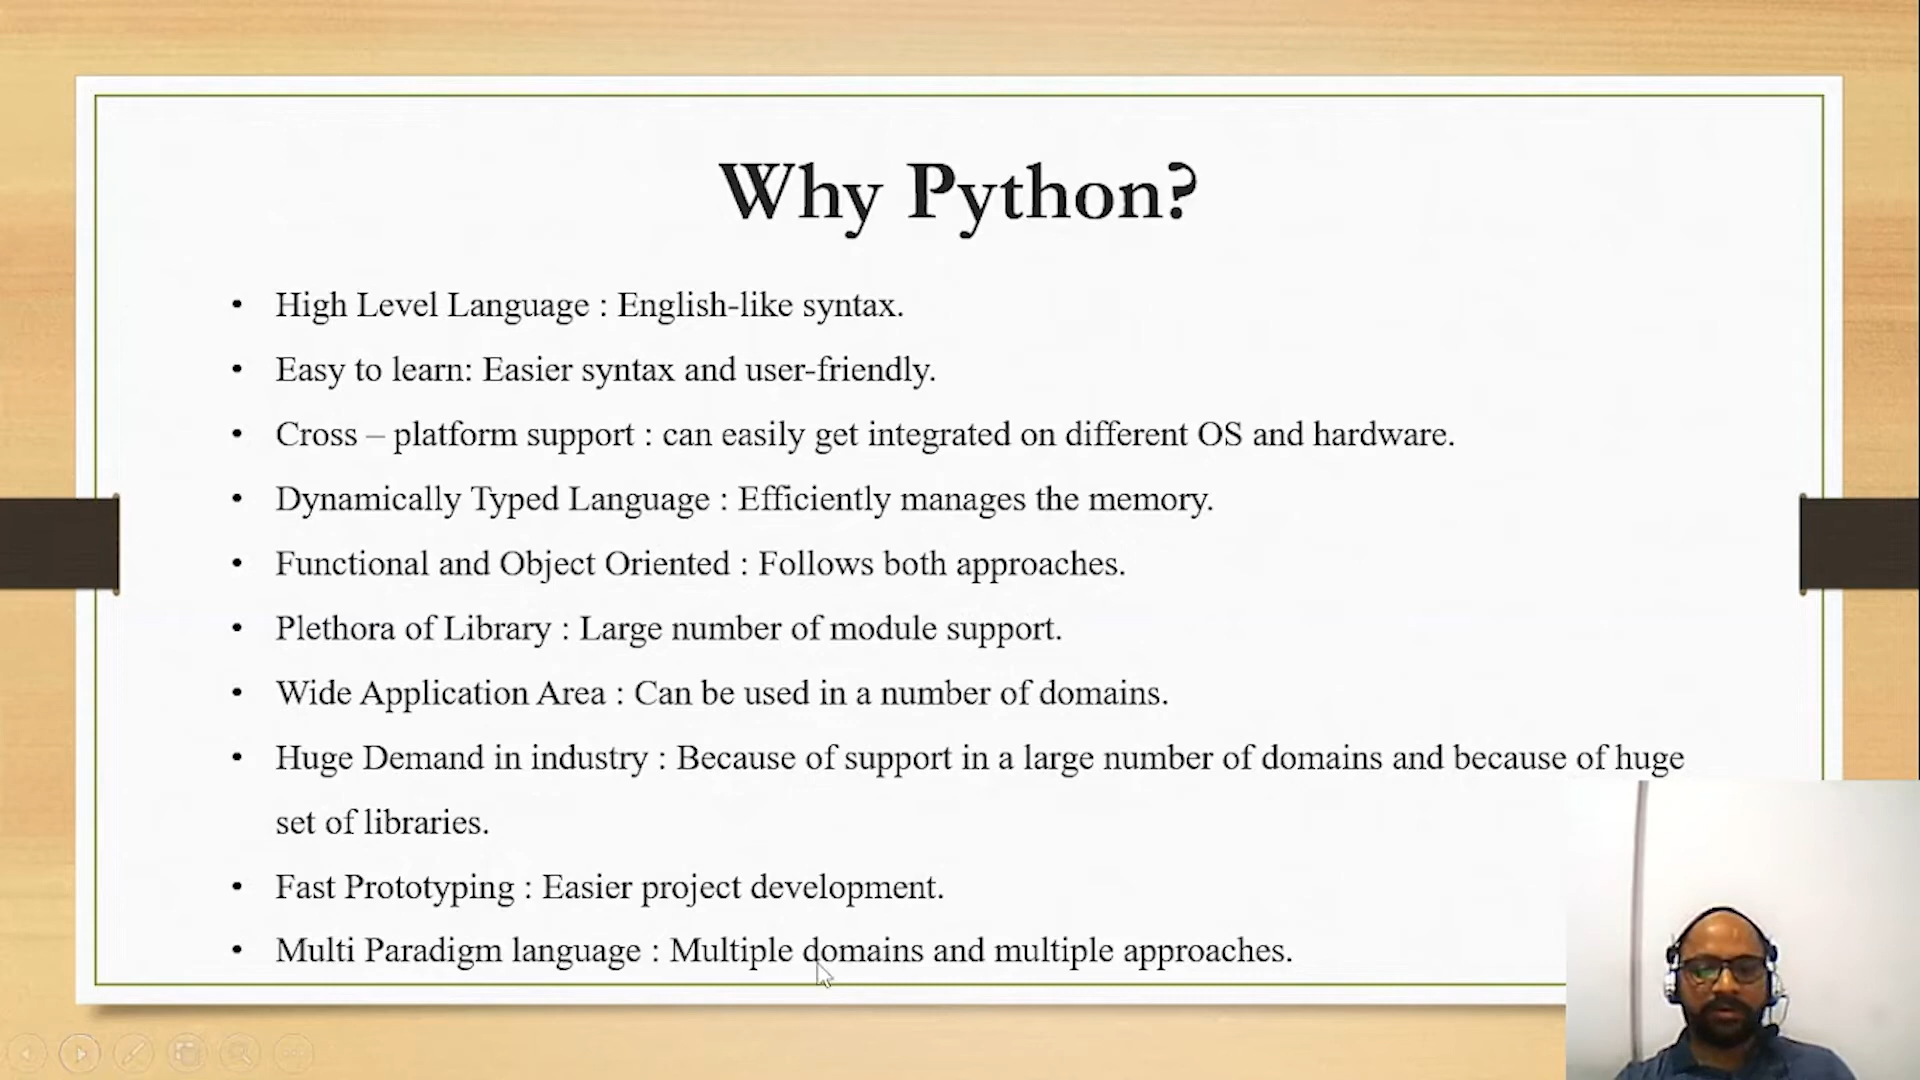 Why Python?
• High Level Language : English-like syntax.
• Easy to learn: Easier syntax and user-friendly.
• Cross – platform support : can easily get integrated on different OS and hardware.
• Dynamically Typed Language : Efficiently manages the memory.
• Functional and Object Oriented : Follows both approaches.
• Plethora of Library : Large number of module support.
• Wide Application Area : Can be used in a number of domains.
• Huge Demand in industry : Because of support in a large number of domains and because of huge
set of libraries.
• Fast Prototyping : Easier project development.
• Multi Paradigm language : Multiple domains and multiple approaches.